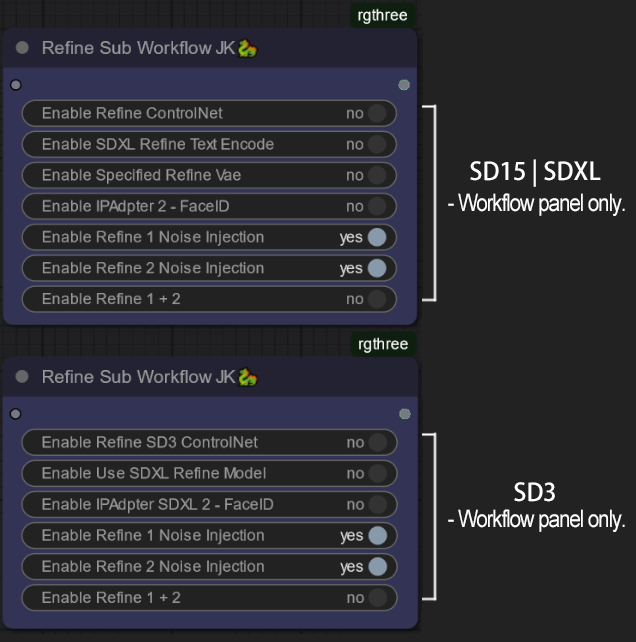 rgthree
Refine Sub Workflow JK🐉
Enable Refine ControlNet no
Enable SDXL Refine Text Encode no
Enable Specified Refine Vae no
Enable IPAdpter 2 - FaceID no
Enable Refine 1 Noise Injection yes
Enable Refine 2 Noise Injection yes
Enable Refine 1 + 2 no
SD15 | SDXL
- Workflow panel only.
rgthree
Refine Sub Workflow JK🐉
Enable Refine SD3 ControlNet no
Enable Use SDXL Refine Model no
Enable IPAdpter SDXL 2 - FaceID no
Enable Refine 1 Noise Injection yes
Enable Refine 2 Noise Injection yes
Enable Refine 1 + 2 no
SD3
- Workflow panel only.